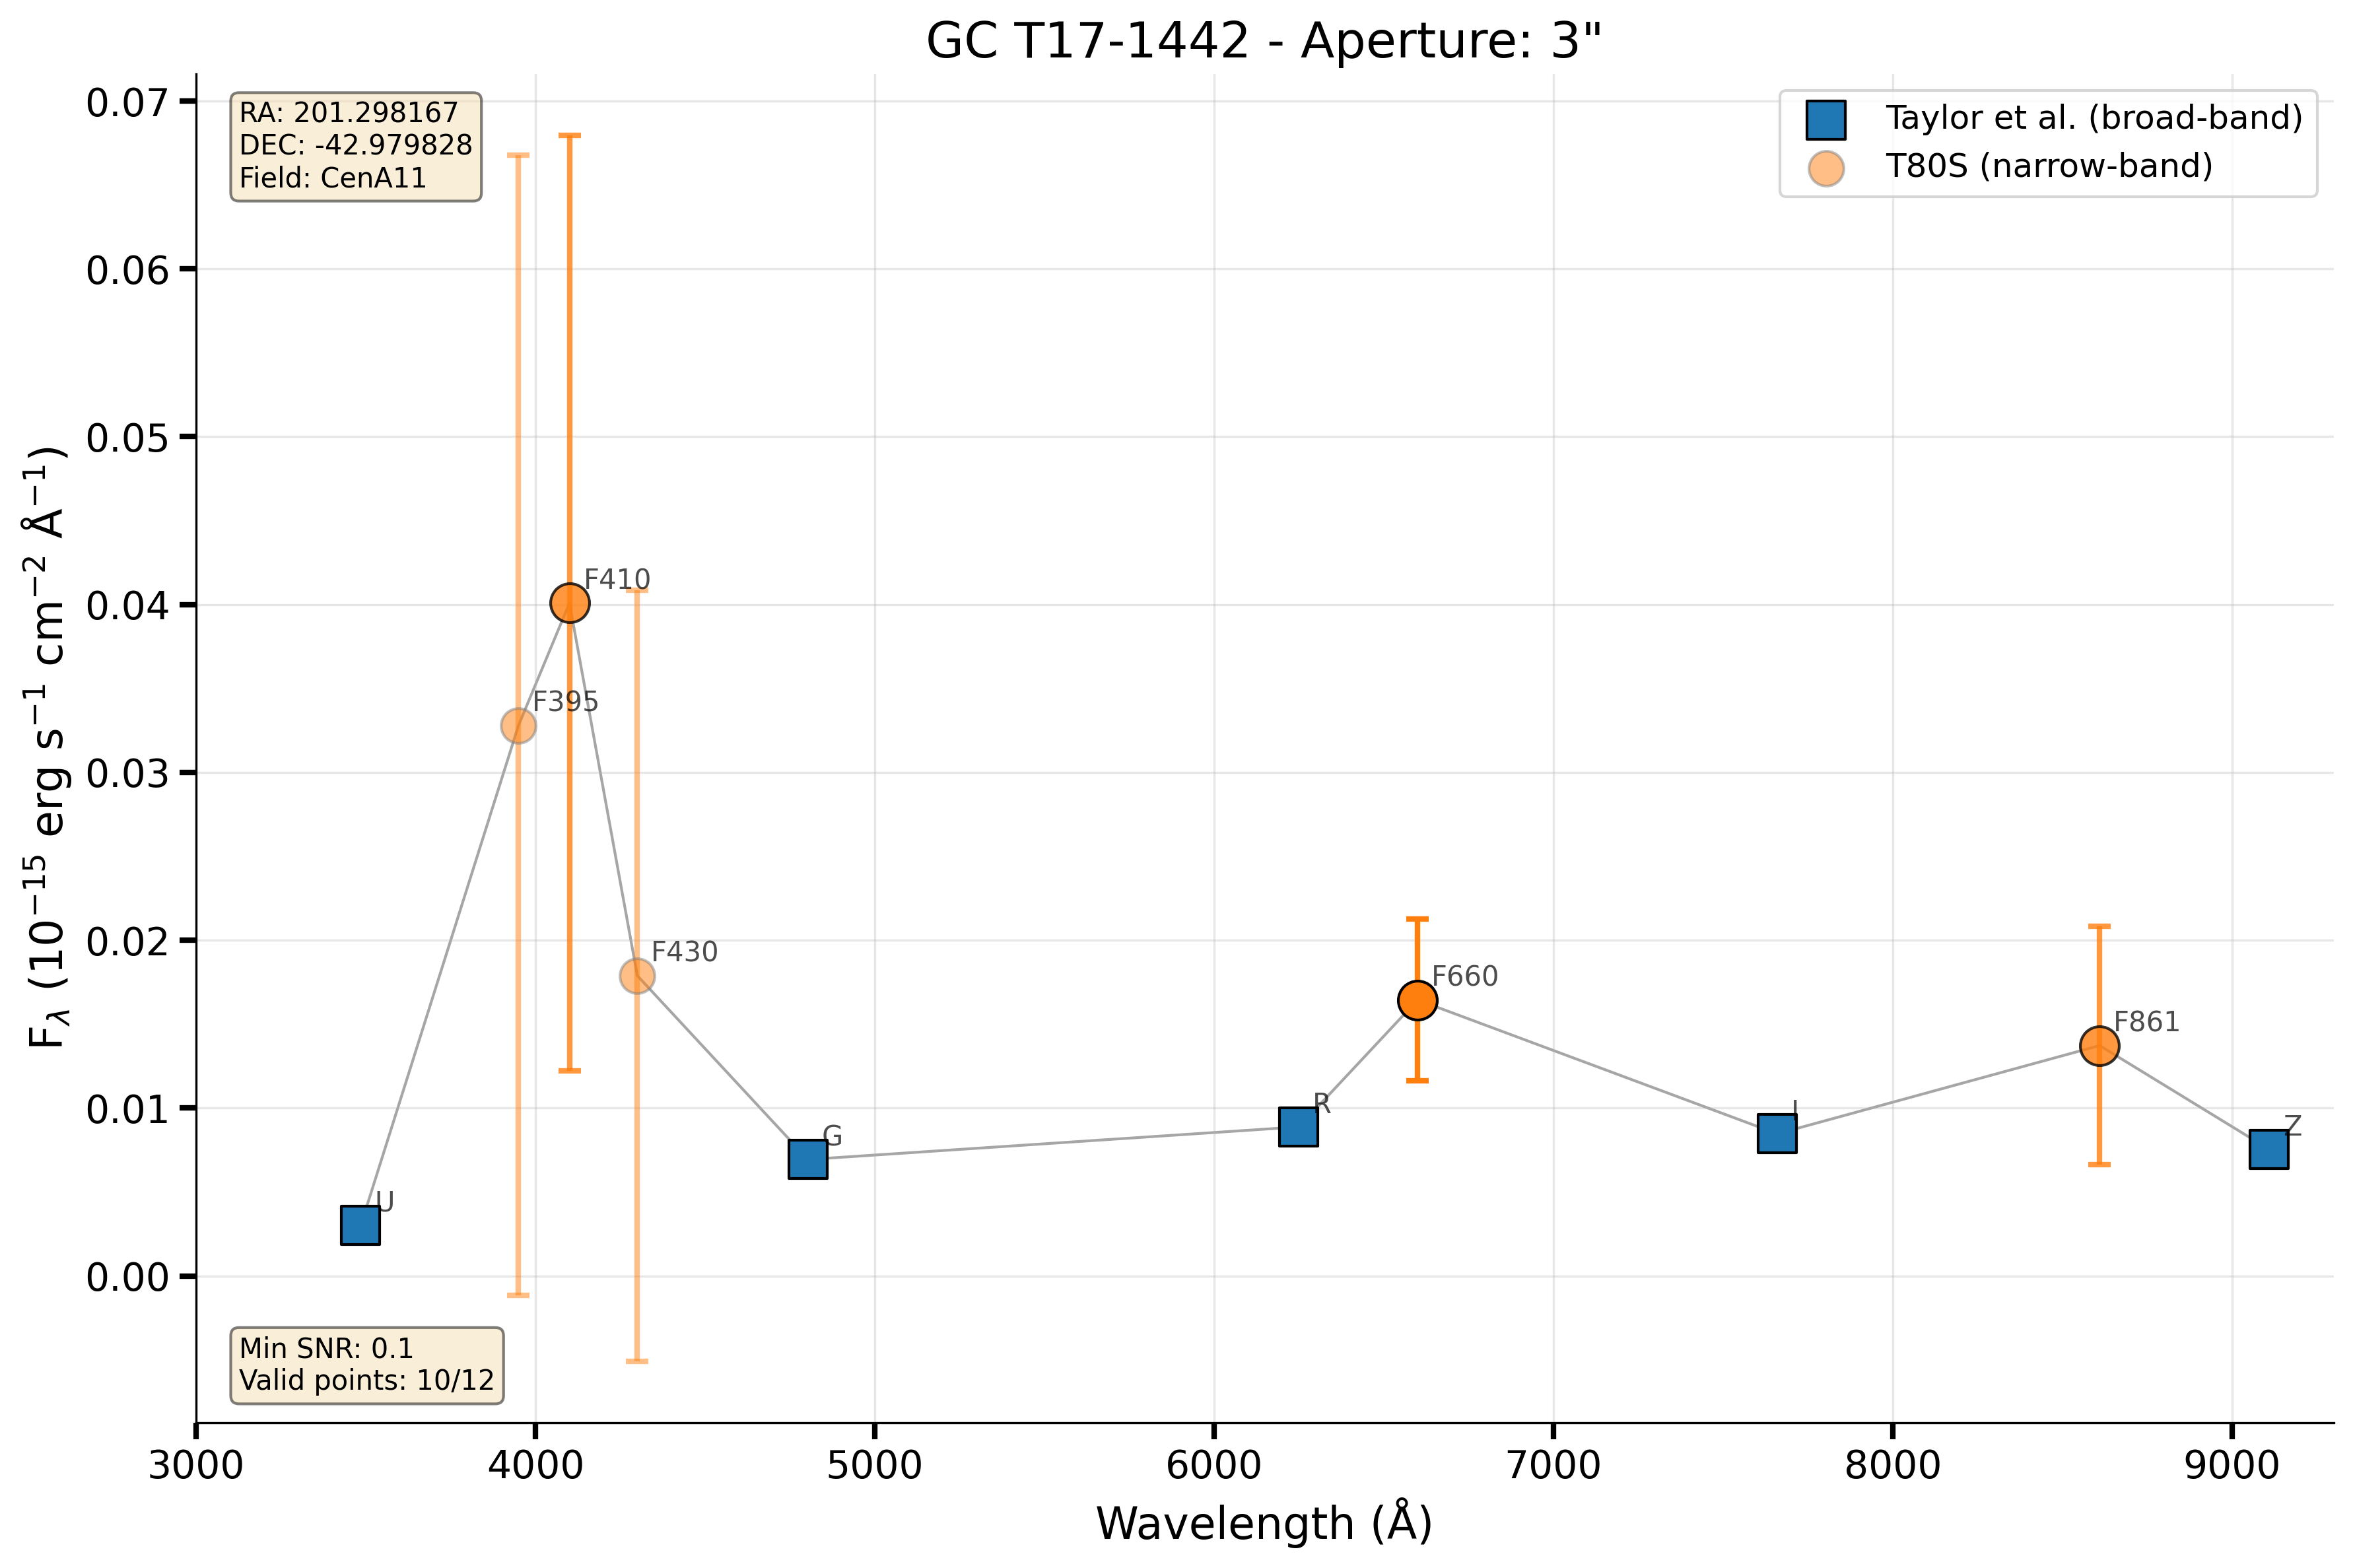 GC T17-1442 - Aperture: 3"
RA: 201.298167
DEC: -42.979828
Field: CenA11
Taylor et al. (broad-band)
T80S (narrow-band)
0.07
0.06
0.05
0.04
0.03
0.02
0.01
0.00
F$_{\lambda}$ (10$^{-15}$ erg s$^{-1}$ cm$^{-2}$ Å$^{-1}$)
F410
F395
F430
F660
F861
R
I
Z
G
U
Min SNR: 0.1
Valid points: 10/12
3000 4000 5000 6000 7000 8000 9000
Wavelength (Å)